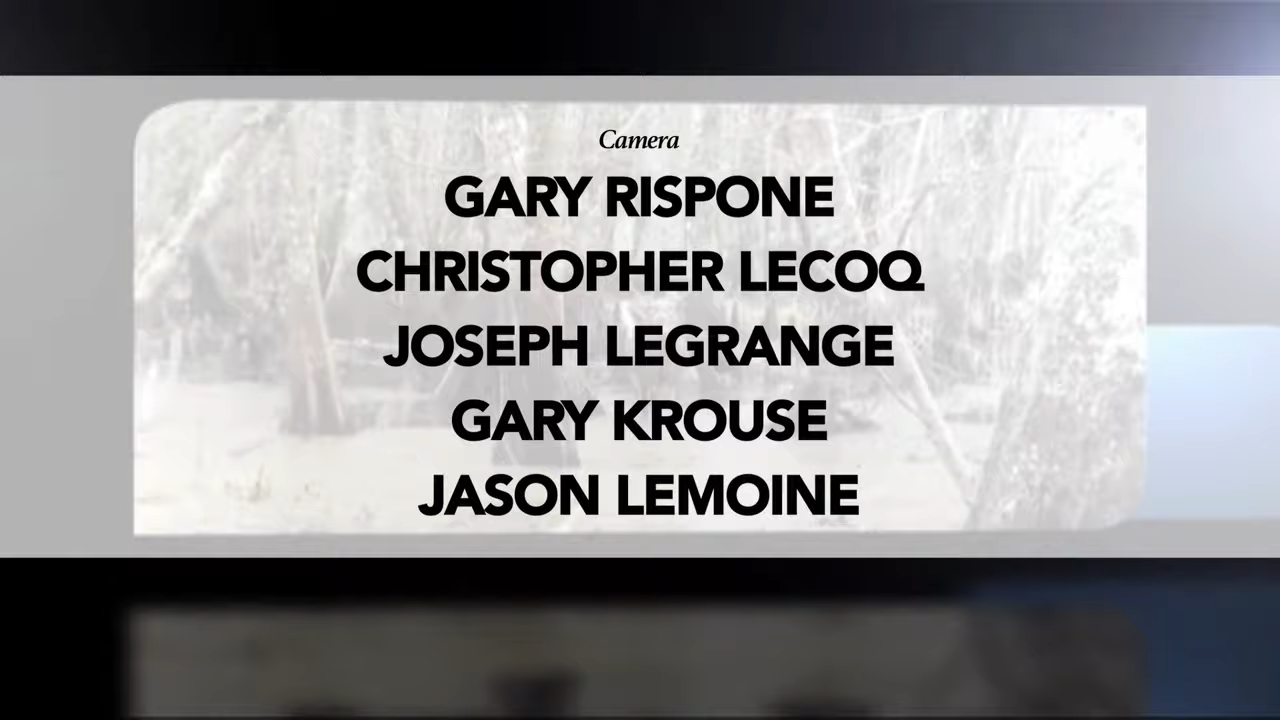 Camera
GARY RISPONE
CHRISTOPHER LECOQ
JOSEPH LEGRANGE
GARY KROUSE
JASON LEMOINE